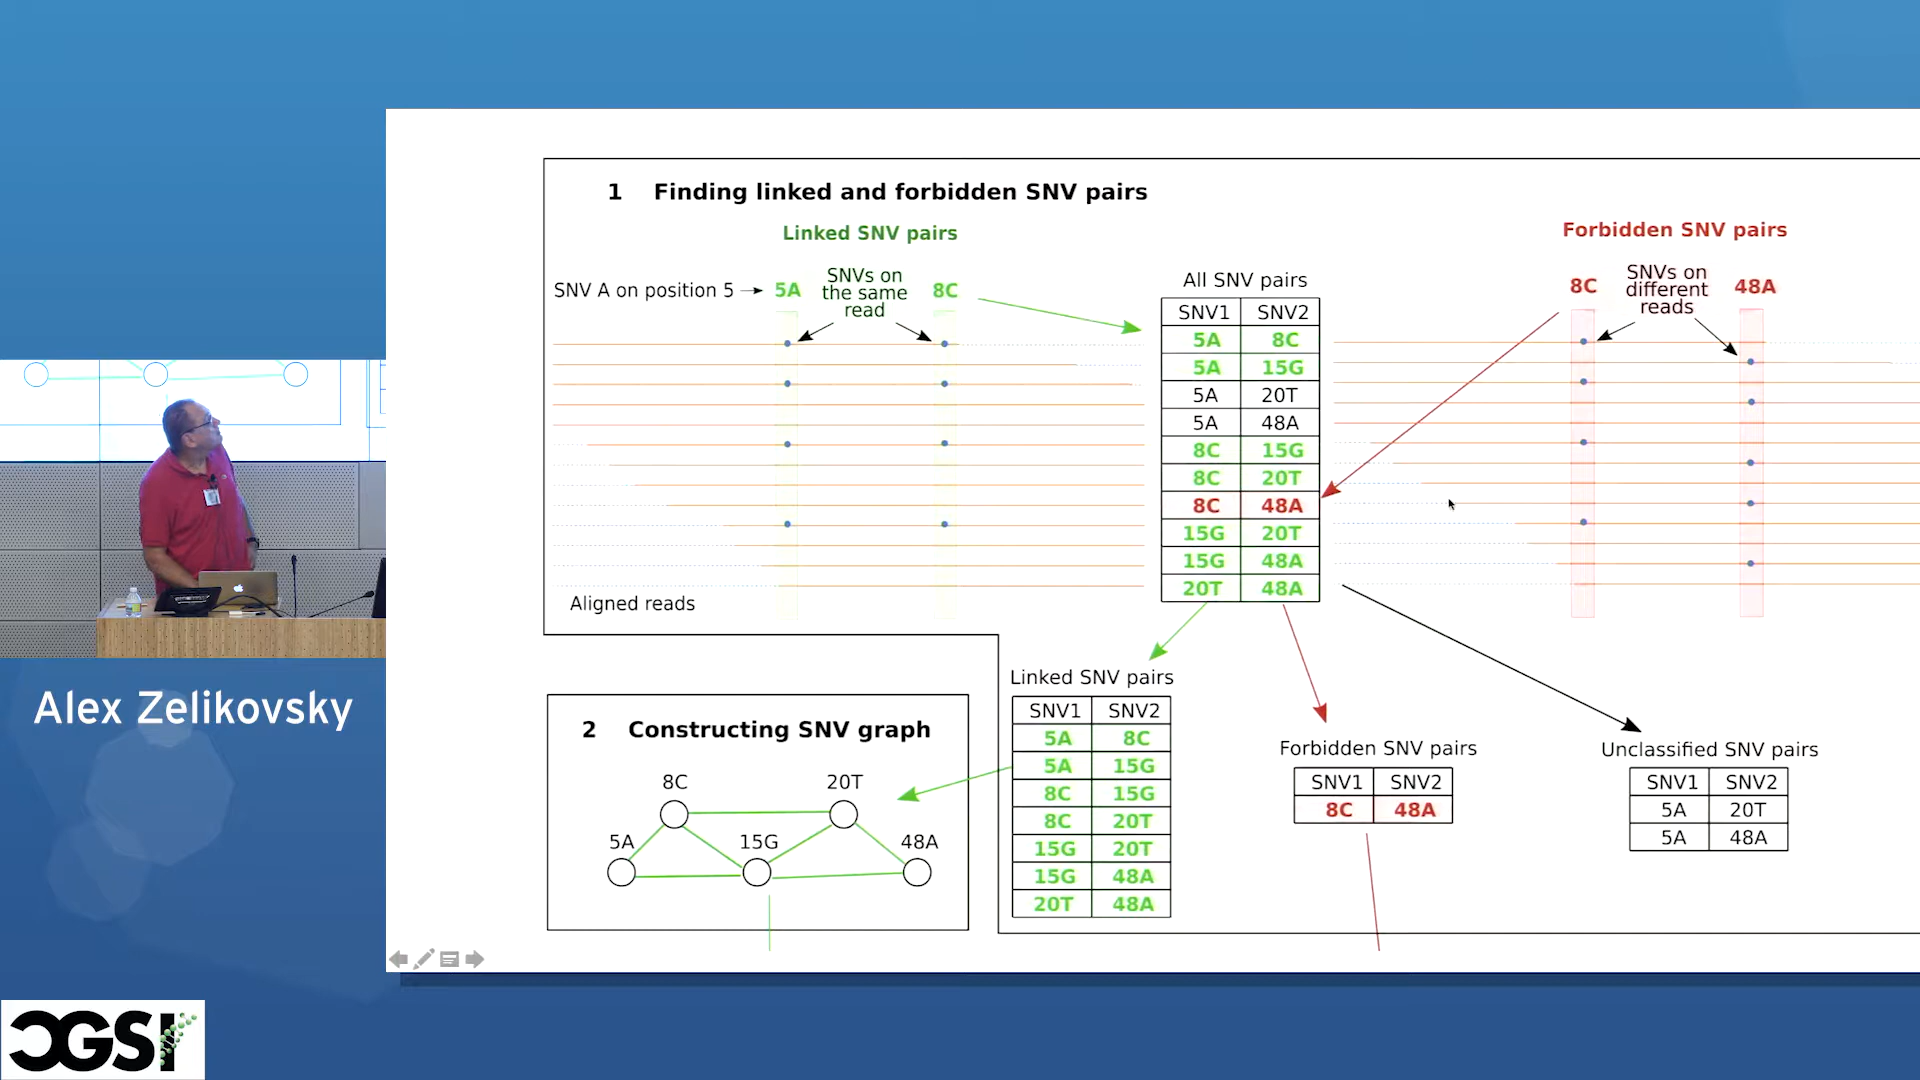 1 Finding linked and forbidden SNV pairs
Linked SNV pairs
SNV A on position 5
5A
SNVs on
the same
read
8C
Aligned reads
All SNV pairs
SNV1 SNV2
5A 8C
5A 15G
5A 20T
5A 48A
8C 15G
8C 20T
8C 48A
15G 20T
15G 48A
20T 48A
Forbidden SNV pairs
8C
SNVs on
different
reads
48A
Linked SNV pairs
SNV1 SNV2
5A 8C
5A 15G
8C 15G
8C 20T
15G 20T
15G 48A
20T 48A
Forbidden SNV pairs
SNV1 SNV2
8C 48A
Unclassified SNV pairs
SNV1 SNV2
5A 20T
5A 48A
2 Constructing SNV graph
8C 20T
5A 15G 48A
Alex Zelikovsky
CGSI